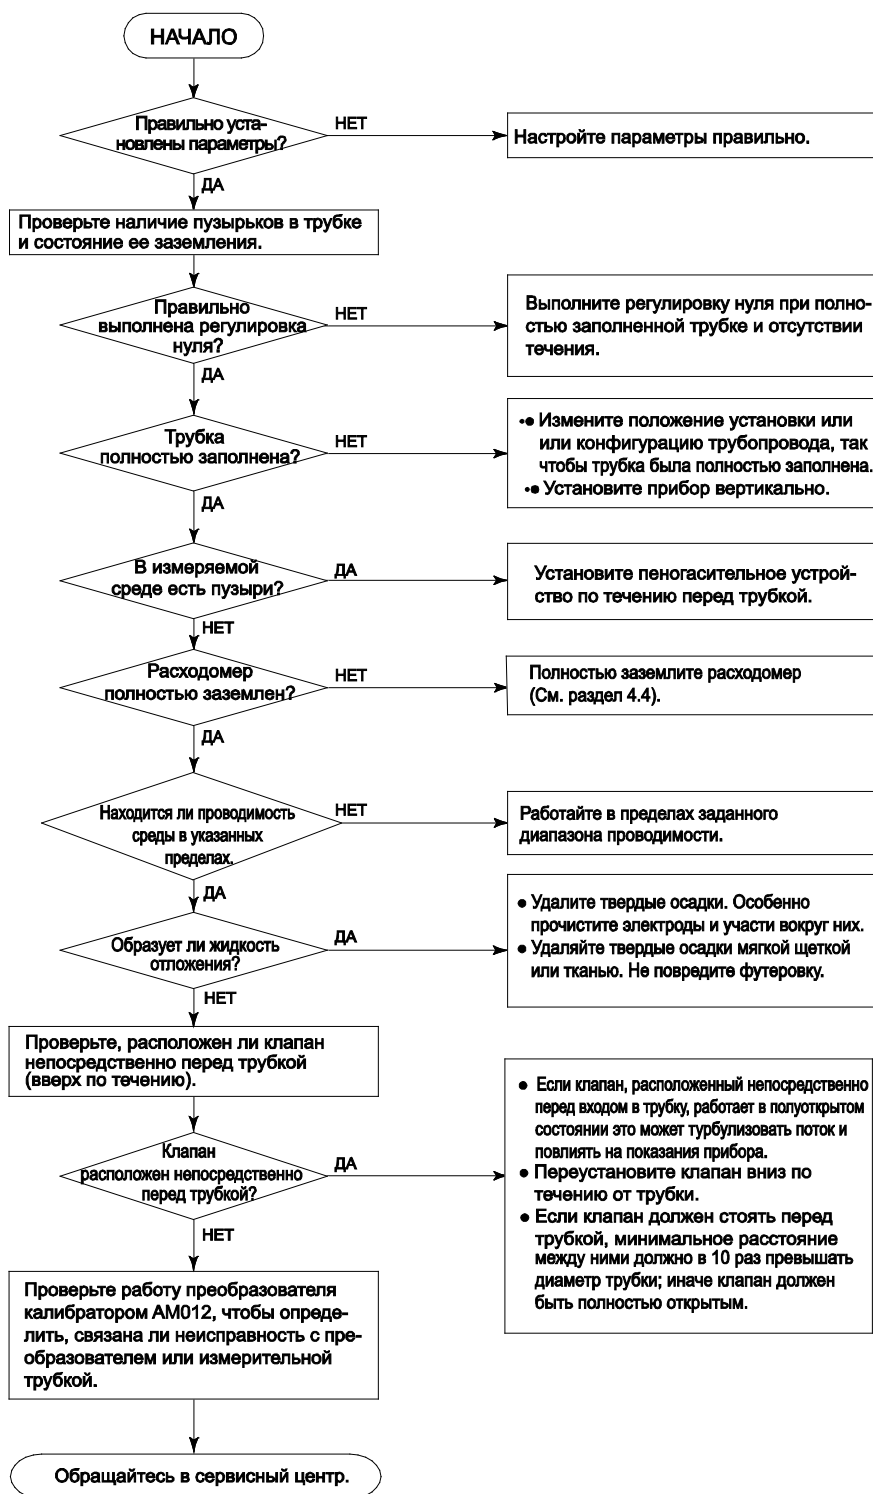 НАЧАЛО
Правильно уста-
новлены параметры?
НЕТ
Настройте параметры правильно.
ДА
Проверьте наличие пузырьков в трубке
и состояние ее заземления.
Правильно
выполнена регулировка
нуля?
НЕТ
Выполните регулировку нуля при полно-
стью заполненной трубке и отсутствии
течения.
ДА
Трубка
полностью заполнена?
НЕТ
•● Измените положение установки или
или конфигурацию трубопровода, так
чтобы трубка была полностью заполнена.
•● Установите прибор вертикально.
ДА
В измеряемой
среде есть пузыри?
ДА
Установите пеногасительное устрой-
ство по течению перед трубкой.
НЕТ
Расходомер
полностью заземлен?
НЕТ
Полностью заземлите расходомер
(См. раздел 4.4).
ДА
Находится ли проводимость
среды в указанных
пределах.
НЕТ
Работайте в пределах заданного
диапазона проводимости.
ДА
Образует ли жидкость
отложения?
ДА
● Удалите твердые осадки. Особенно
прочистите электроды и участи вокруг них.
● Удаляйте твердые осадки мягкой щеткой
или тканью. Не повредите футеровку.
НЕТ
Проверьте, расположен ли клапан
непосредственно перед трубкой
(вверх по течению).
Клапан
расположен непосредственно
перед трубкой?
ДА
● Если клапан, расположенный непосредственно
перед входом в трубку, работает в полуоткрытом
состоянии это может турбулизовать поток и
повлиять на показания прибора.
● Переустановите клапан вниз по
течению от трубки.
● Если клапан должен стоять перед
трубкой, минимальное расстояние
между ними должно в 10 раз превышать
диаметр трубки; иначе клапан должен
быть полностью открытым.
НЕТ
Проверьте работу преобразователя
калибратором AM012, чтобы опреде-
лить, связана ли неисправность с пре-
образователем или измерительной
трубкой.
Обращайтесь в сервисный центр.